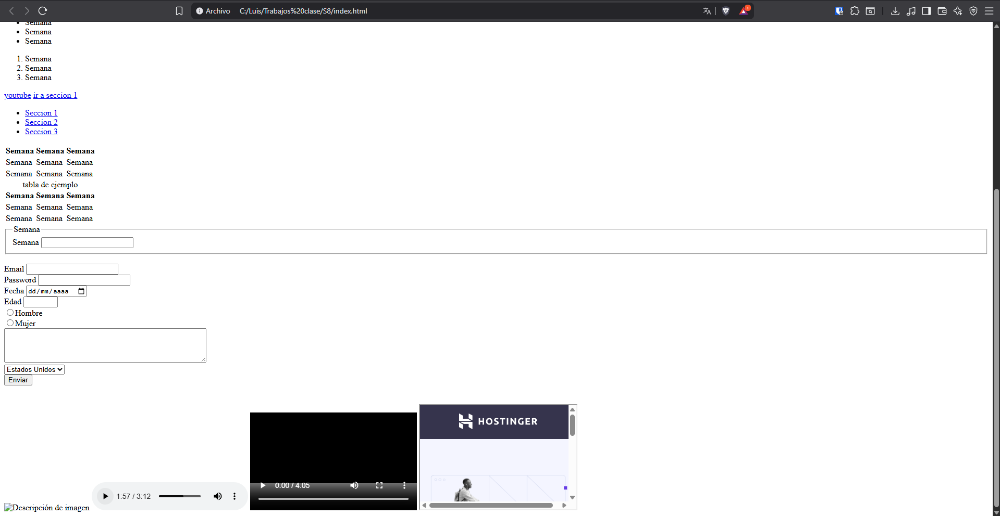 Archivo C:/Luis/Trabajos%20clase/S8/index.html 1
Semana
Semana
Semana
1. Semana
2. Semana
3. Semana
youtube ir a seccion 1
Seccion 1
Seccion 2
Seccion 3
Semana Semana Semana
Semana Semana Semana
Semana Semana Semana
tabla de ejemplo
Semana Semana Semana
Semana Semana Semana
Semana Semana Semana
Semana
Semana
Email
Password
Fecha dd/mm/aaaa
Edad
Hombre
Mujer
Estados Unidos
Enviar
HOSTINGER
0:00 / 4:05
1:57 / 3:12
Descripción de imagen